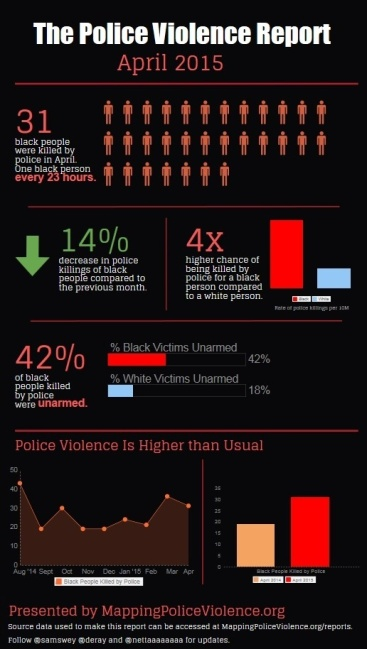 The Police Violence Report
April 2015
31
black people
were killed by
police in April.
One black person
every 23 hours.
14%
decrease in police
killings of black
people compared to
the previous month.
4x
higher chance of
being killed by
police for a black
person compared
to a white person.
Black White
Rate of police killings per 10M
42%
of black
people killed
by police
were unarmed.
% Black Victims Unarmed
42%
% White Victims Unarmed
18%
Police Violence Is Higher than Usual
50
40
30
20
10
0
Aug '14 Sept Oct Nov Dec Jan '15 Feb Mar Apr
Black People Killed by Police
35
30
25
20
15
10
5
0
Black People Killed by Police
April 2014 April 2015
Presented by MappingPoliceViolence.org
Source data used to make this report can be accessed at MappingPoliceViolence.org/reports.
Follow @samswey @deray and @nettaaaaaaaa for updates.